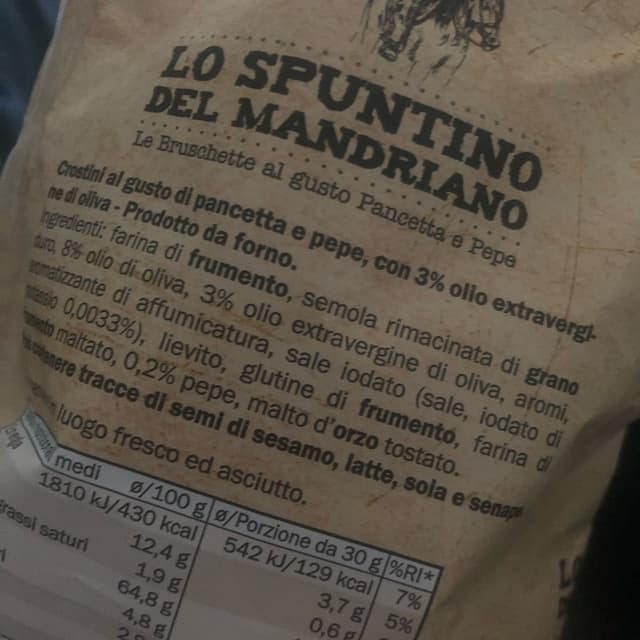 LO SPUNTINO
DEL MANDRIANO
Le Bruschette al gusto Pancetta e Pepe
Crostini al gusto di pancetta e pepe, con 3% olio extravergi-
ne di oliva - Prodotto da forno.
Ingredienti: farina di frumento, semola rimacinata di grano
duro, 8% olio di oliva, 3% olio extravergine di oliva, aromi,
aromatizzante di affumicatura, sale iodato (sale, iodato di
potassio 0,0033%), lievito, glutine di frumento, farina di
frumento maltato, 0,2% pepe, malto d'orzo tostato.
contenere tracce di semi di sesamo, latte, soia e senape
luogo fresco ed asciutto.
medi ø/100 g ø/Porzione da 30 g %RI*
1810 kJ/430 kcal 542 kJ/129 kcal 7%
12,4 g 3,7 g 5%
grassi saturi 1,9 g 0,6 g
64,8 g
4,8 g